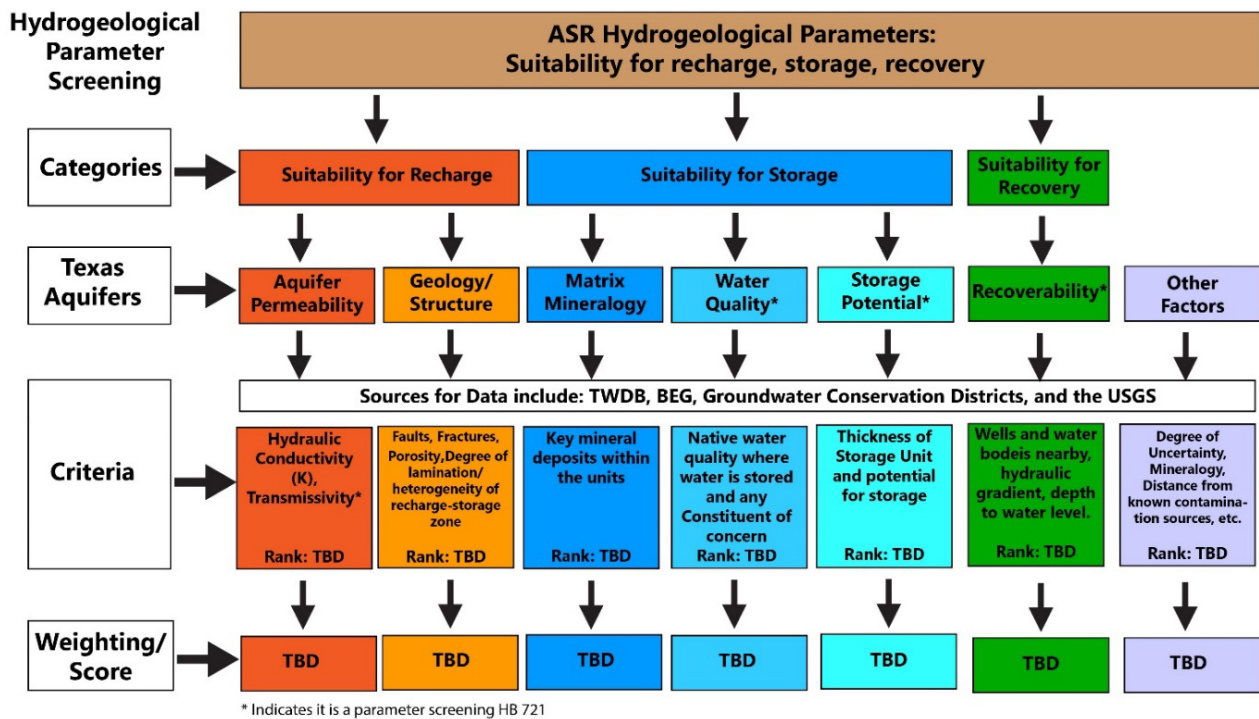 Hydrogeological
Parameter
Screening
ASR Hydrogeological Parameters:
Suitability for recharge, storage, recovery
Categories
Suitability for Recharge
Suitability for Storage
Suitability for
Recovery
Texas
Aquifers
Aquifer
Permeability
Geology/
Structure
Matrix
Mineralogy
Water
Quality*
Storage
Potential*
Recoverability*
Other
Factors
Criteria
Sources for Data include: TWDB, BEG, Groundwater Conservation Districts, and the USGS
Hydraulic
Conductivity
(K),
Transmissivity*
Rank: TBD
Faults, Fractures,
Porosity,Degree of
lamination/
heterogeneity of
recharge-storage
zone
Rank: TBD
Key mineral
deposits within
the units
Rank: TBD
Native water
quality where
water is stored
and any
Constituent of
concern
Rank: TBD
Thickness of
Storage Unit
and potential
for storage
Rank: TBD
Wells and water
bodeis nearby,
hydraulic
gradient, depth
to water level.
Rank: TBD
Degree of
Uncertainty,
Mineralogy,
Distance from
known contamina-
tion sources, etc.
Rank: TBD
Weighting/
Score
TBD
TBD
TBD
TBD
TBD
TBD
TBD
* Indicates it is a parameter screening HB 721